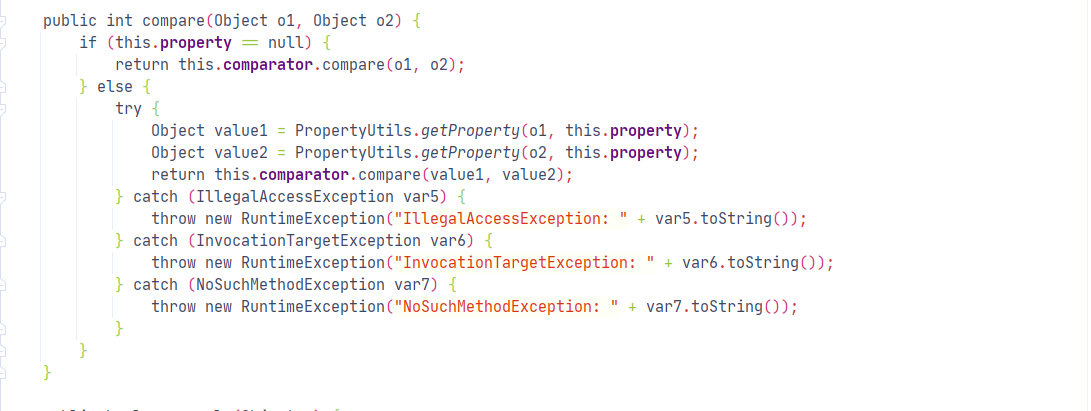 public int compare(Object o1, Object o2) {
if (this.property == null) {
return this.comparator.compare(o1, o2);
} else {
try {
Object value1 = PropertyUtils.getProperty(o1, this.property);
Object value2 = PropertyUtils.getProperty(o2, this.property);
return this.comparator.compare(value1, value2);
} catch (IllegalAccessException var5) {
throw new RuntimeException("IllegalAccessException: " + var5.toString());
} catch (InvocationTargetException var6) {
throw new RuntimeException("InvocationTargetException: " + var6.toString());
} catch (NoSuchMethodException var7) {
throw new RuntimeException("NoSuchMethodException: " + var7.toString());
}
}
}